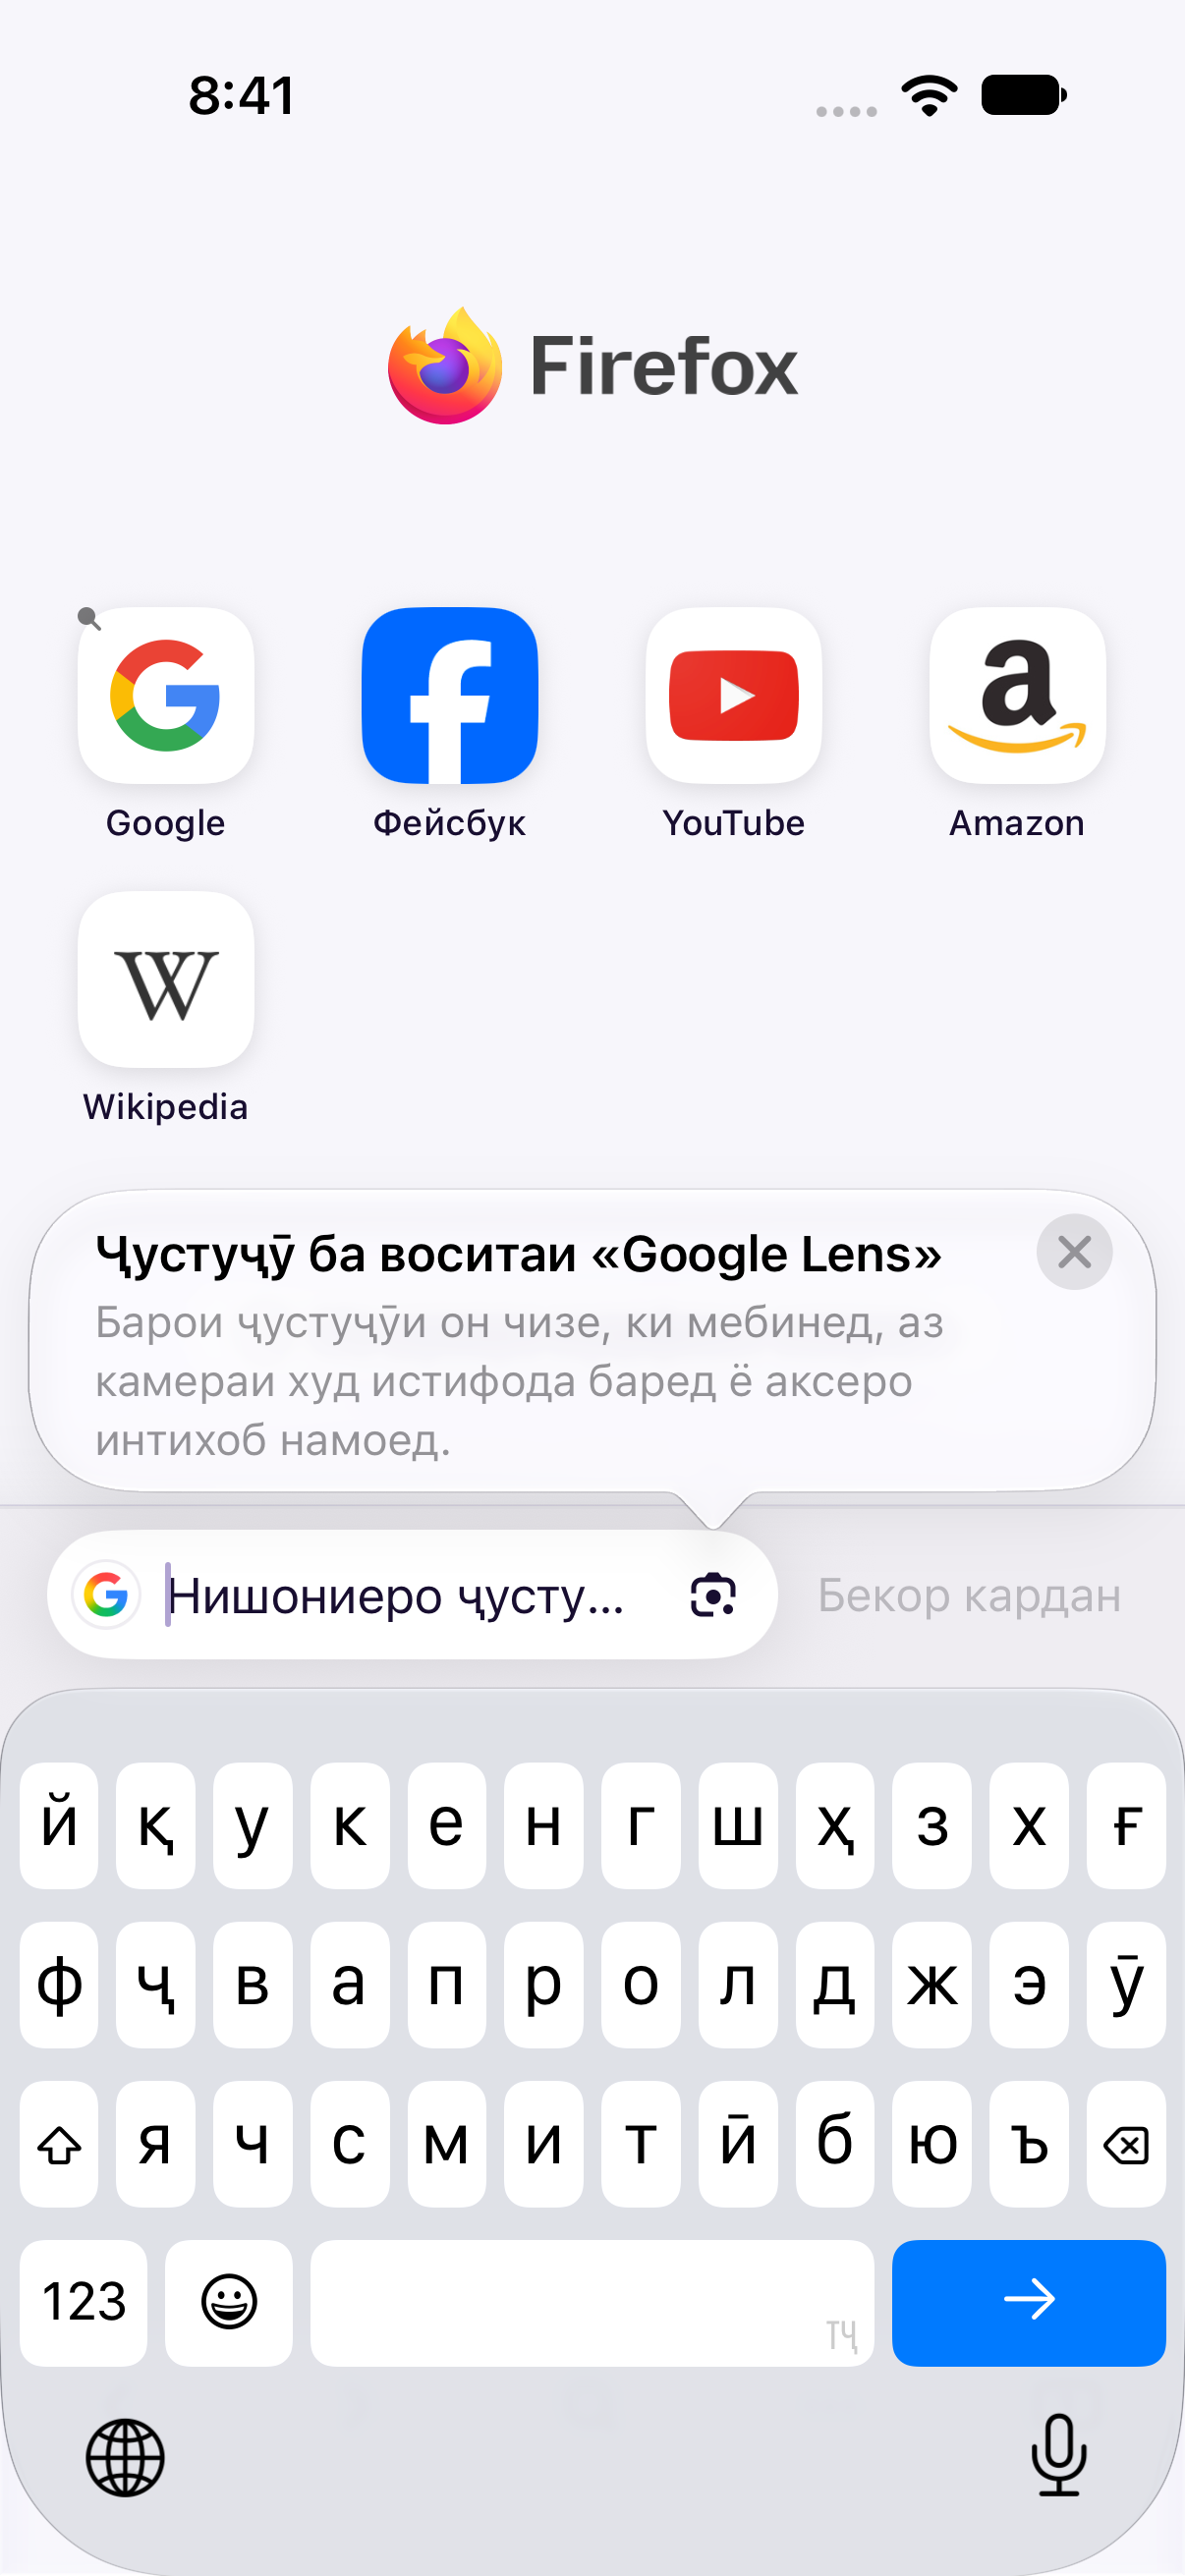 8:41
Firefox
Google
Фейсбук
YouTube
Amazon
Wikipedia
Ҷустуҷӯ ба воситаи «Google Lens»
Барои ҷустуҷӯи он чизе, ки мебинед, аз
камераи худ истифода баред ё аксеро
интихоб намоед.
Нишониеро ҷусту...
Бекор кардан
й қ у к е н г ш ҳ з х ғ
ф ҷ в а п р о л д ж э ӯ
я ч с м и т ӣ б ю ъ
123
ТҶ